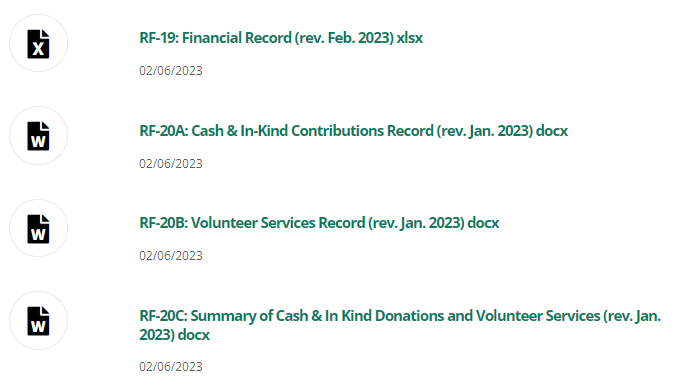 X
RF-19: Financial Record (rev. Feb. 2023) xlsx
02/06/2023
W
RF-20A: Cash & In-Kind Contributions Record (rev. Jan. 2023) docx
02/06/2023
W
RF-20B: Volunteer Services Record (rev. Jan. 2023) docx
02/06/2023
W
RF-20C: Summary of Cash & In Kind Donations and Volunteer Services (rev. Jan.
2023) docx
02/06/2023